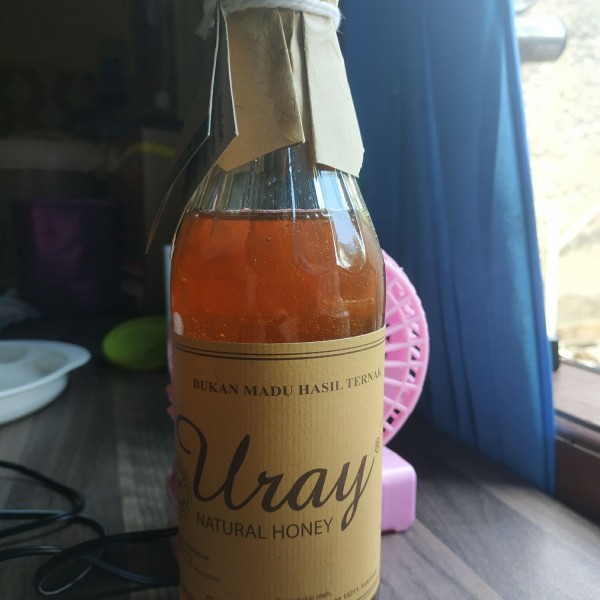 BUKAN MADU HASIL TERNAK
Uray®
NATURAL HONEY